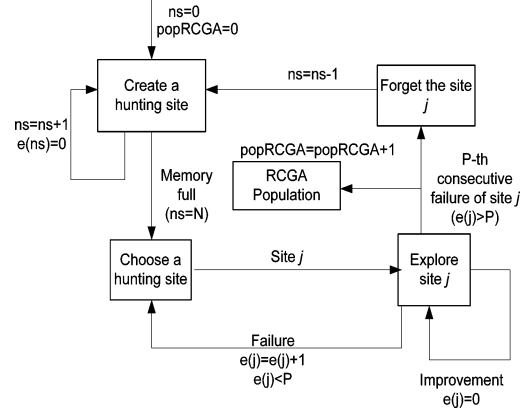 ns=0
popRCGA=0
Create a
hunting site
ns=ns-1
Forget the site
j
ns=ns+1
e(ns)=0
popRCGA=popRCGA+1
RCGA
Population
P-th
consecutive
failure of site j
(e(j)>P)
Memory
full
(ns=N)
Choose a
hunting site
Site j
Explore
site j
Failure
e(j)=e(j)+1
e(j)<P
Improvement
e(j)=0